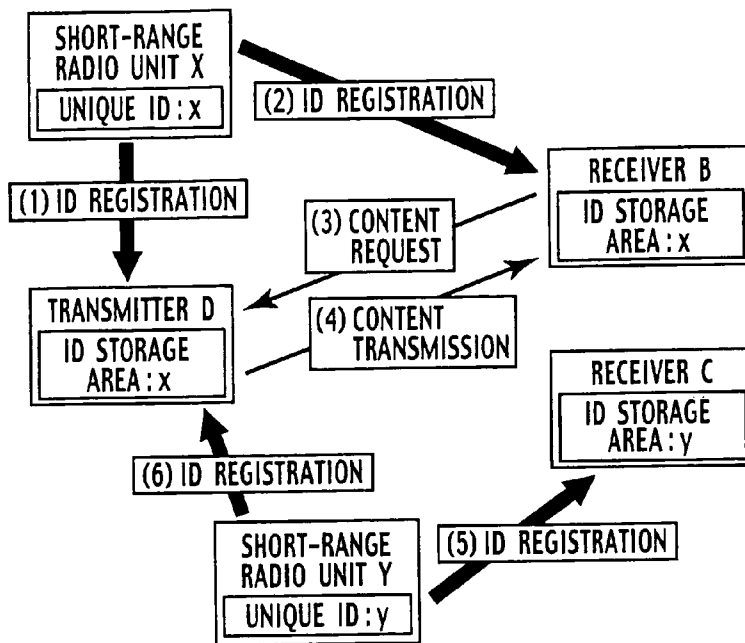 SHORT-RANGE
RADIO UNIT X
UNIQUE ID : x
(2) ID REGISTRATION
(1) ID REGISTRATION
RECEIVER B
ID STORAGE
AREA : x
(3) CONTENT
REQUEST
TRANSMITTER D
ID STORAGE
AREA : x
(4) CONTENT
TRANSMISSION
RECEIVER C
ID STORAGE
AREA : y
(6) ID REGISTRATION
(5) ID REGISTRATION
SHORT-RANGE
RADIO UNIT Y
UNIQUE ID : y